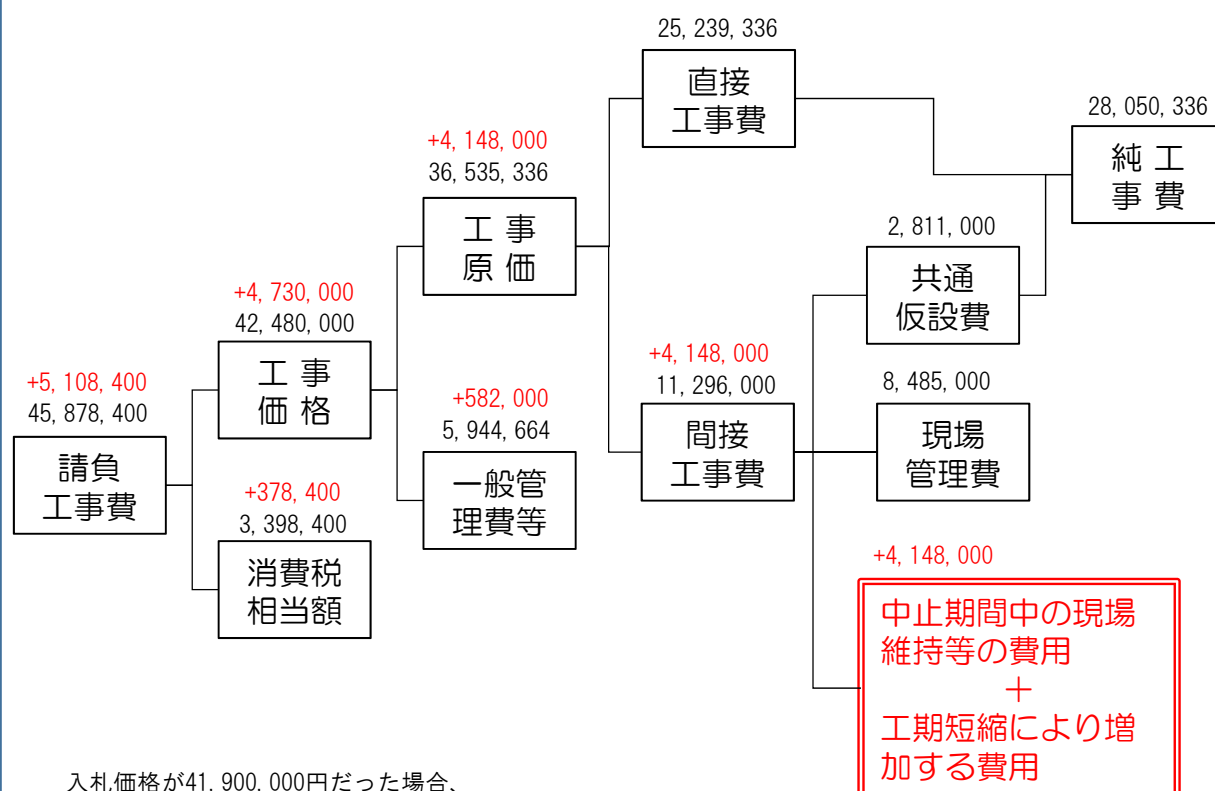 25,239,336
直接
工事費
28,050,336
純 工
事 費
+4,148,000
36,535,336
工 事
原 価
2,811,000
共通
仮設費
+4,730,000
42,480,000
工 事
価 格
+4,148,000
11,296,000
間接
工事費
8,485,000
現場
管理費
+5,108,400
45,878,400
請負
工事費
+582,000
5,944,664
一般管
理費等
+378,400
3,398,400
消費税
相当額
+4,148,000
中止期間中の現場
維持等の費用
＋
工期短縮により増
加する費用
入札価格が41,900,000円だった場合、